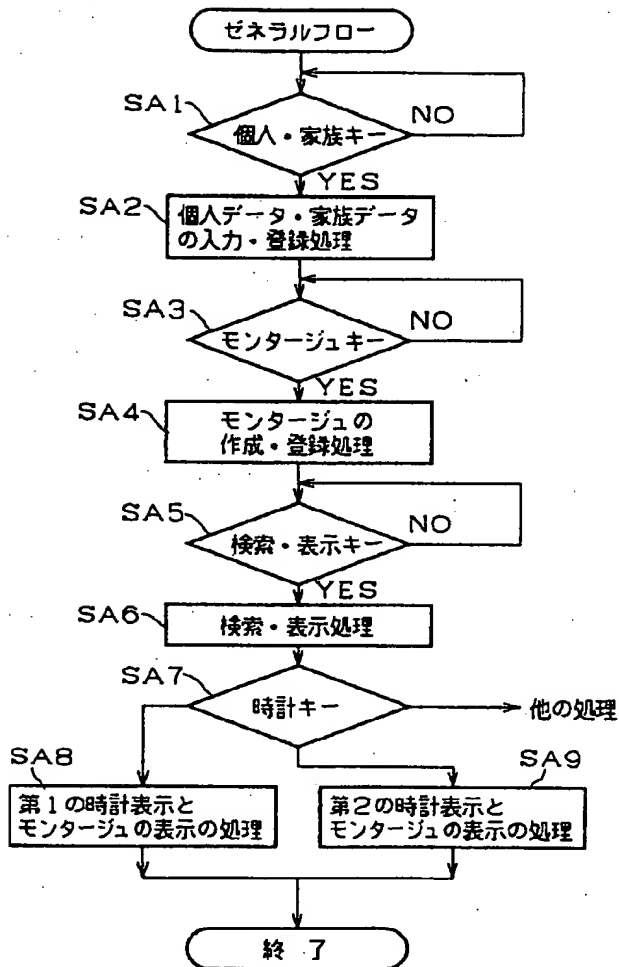 ゼネラルフロー
SA1
NO
個人・家族キー
YES
SA2
個人データ・家族データ
の入力・登録処理
SA3
NO
モンタージュキー
YES
SA4
モンタージュの
作成・登録処理
SA5
NO
検索・表示キー
YES
SA6
検索・表示処理
SA7
時計キー
他の処理
SA8
第1の時計表示と
モンタージュの表示の処理
SA9
第2の時計表示と
モンタージュの表示の処理
終了